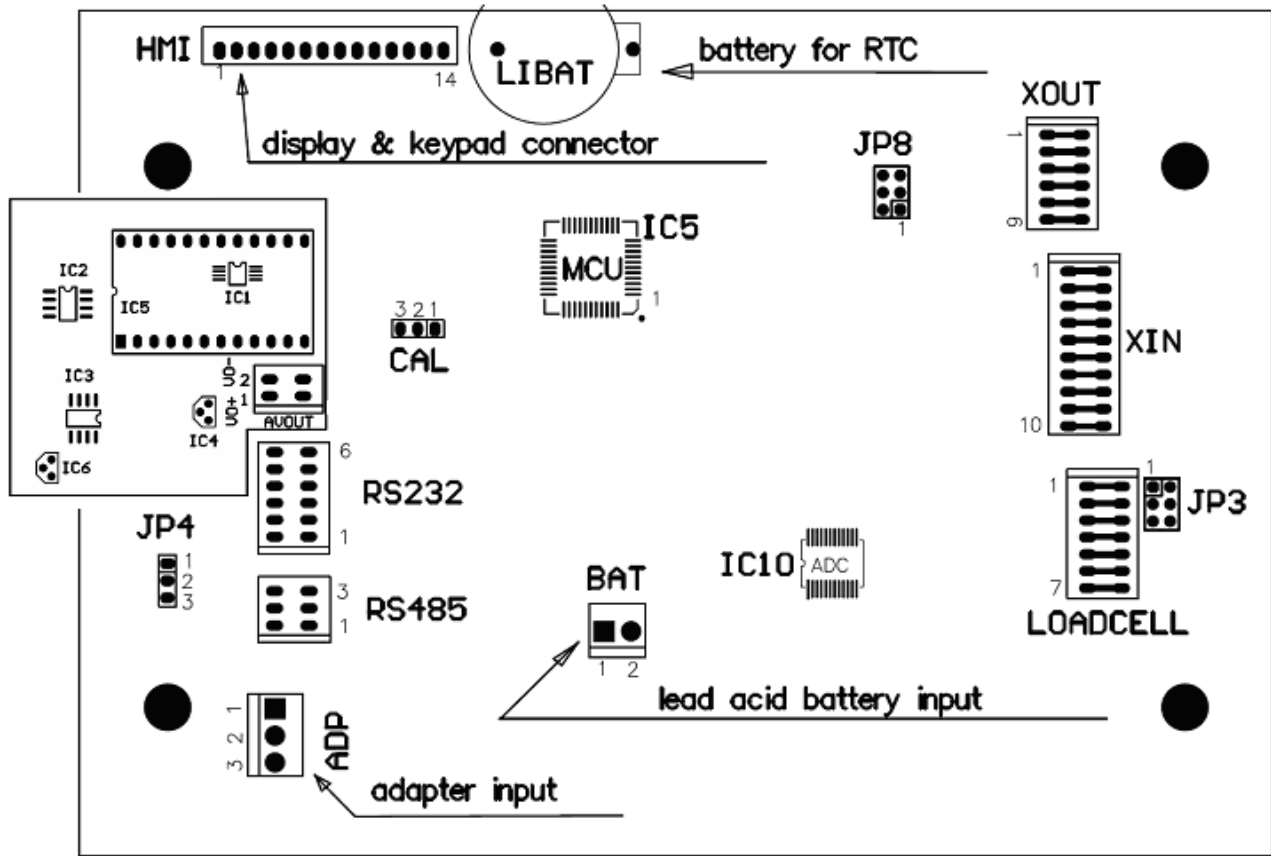 HMI
1
14
LIBAT
battery for RTC
display & keypad connector
XOUT
1
6
JP8
1
IC5
MCU
1
IC2
IC5
IC1
3 2 1
CAL
1
XIN
10
IC3
VO-
2
VO+
1
AVOUT
IC4
IC6
6
RS232
1
1
1
JP3
7
LOADCELL
JP4
1
2
3
3
RS485
1
IC10
ADC
BAT
1 2
lead acid battery input
1
2
3
ADP
adapter input